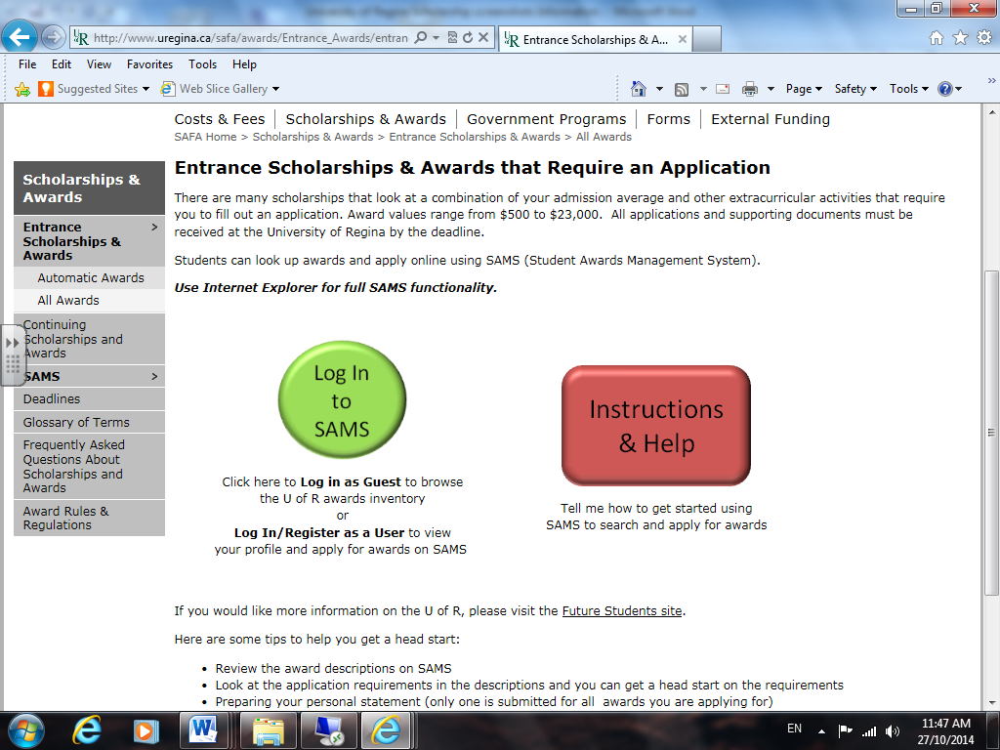 University of Regina Scholarship screenshots information - Microsoft Word
http://www.uregina.ca/safa/awards/Entrance_Awards/entran
Entrance Scholarships & A...
File Edit View Favorites Tools Help
Suggested Sites Web Slice Gallery
Page Safety Tools
Costs & Fees Scholarships & Awards Government Programs Forms External Funding
SAFA Home > Scholarships & Awards > Entrance Scholarships & Awards > All Awards
Scholarships &
Awards
Entrance >
Scholarships &
Awards
Automatic Awards
All Awards
Continuing
Scholarships and
Awards
SAMS >
Deadlines
Glossary of Terms
Frequently Asked
Questions About
Scholarships and
Awards
Award Rules &
Regulations
Entrance Scholarships & Awards that Require an Application
There are many scholarships that look at a combination of your admission average and other extracurricular activities that require
you to fill out an application. Award values range from $500 to $23,000. All applications and supporting documents must be
received at the University of Regina by the deadline.
Students can look up awards and apply online using SAMS (Student Awards Management System).
Use Internet Explorer for full SAMS functionality.
Log In
to
SAMS
Click here to Log in as Guest to browse
the U of R awards inventory
or
Log In/Register as a User to view
your profile and apply for awards on SAMS
Instructions
& Help
Tell me how to get started using
SAMS to search and apply for awards
If you would like more information on the U of R, please visit the Future Students site.
Here are some tips to help you get a head start:
• Review the award descriptions on SAMS
• Look at the application requirements in the descriptions and you can get a head start on the requirements
• Preparing your personal statement (only one is submitted for all awards you are applying for)
EN
11:47 AM
27/10/2014